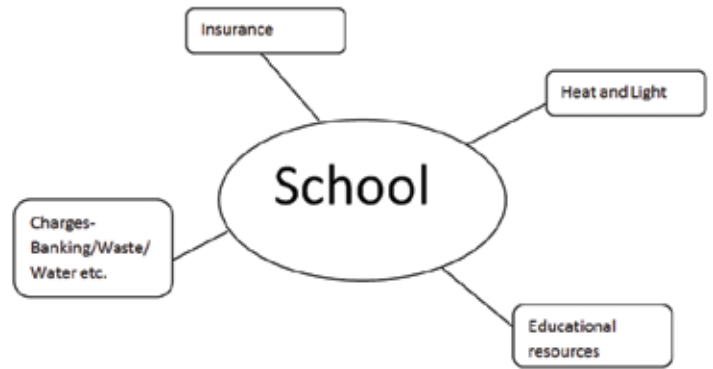 Insurance
Heat and Light
School
Charges-
Banking/Waste/
Water etc.
Educational
resources